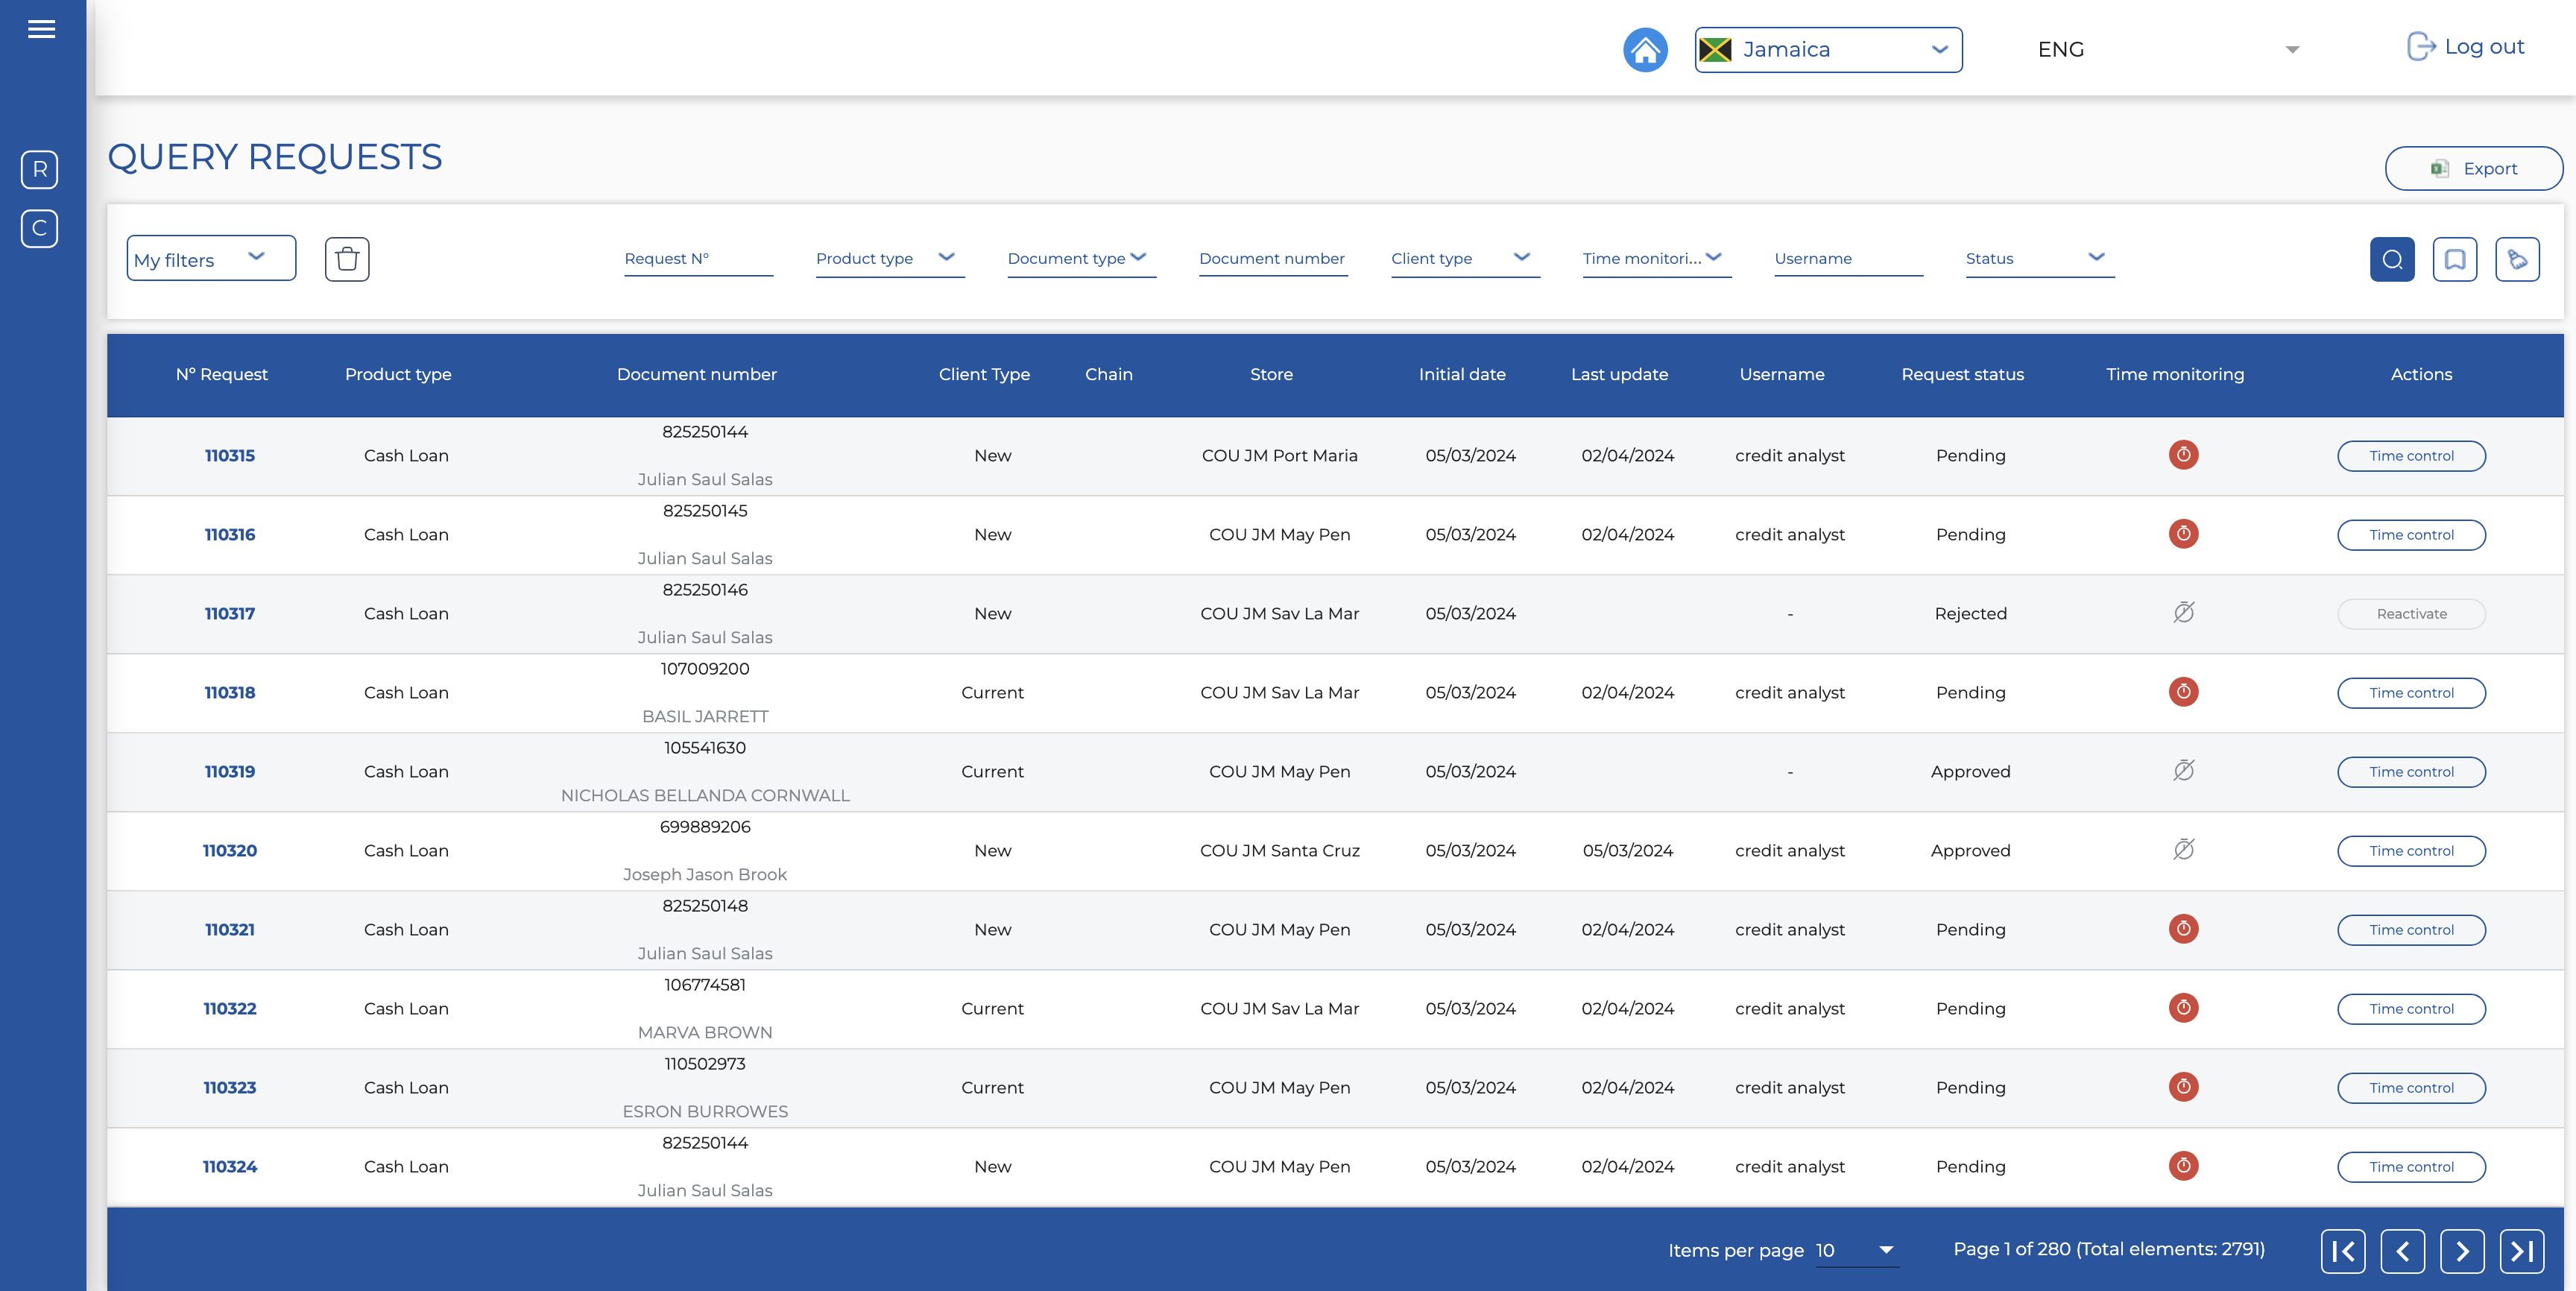 Jamaica
ENG
Log out
R
C
QUERY REQUESTS
Export
My filters
Request N°
Product type
Document type
Document number
Client type
Time monitori...
Username
Status
N° Request Product type Document number Client Type Chain Store Initial date Last update Username Request status Time monitoring Actions
825250144
110315 Cash Loan New COU JM Port Maria 05/03/2024 02/04/2024 credit analyst Pending Time control
Julian Saul Salas
825250145
110316 Cash Loan New COU JM May Pen 05/03/2024 02/04/2024 credit analyst Pending Time control
Julian Saul Salas
825250146
110317 Cash Loan New COU JM Sav La Mar 05/03/2024 - Rejected Reactivate
Julian Saul Salas
107009200
110318 Cash Loan Current COU JM Sav La Mar 05/03/2024 02/04/2024 credit analyst Pending Time control
BASIL JARRETT
105541630
110319 Cash Loan Current COU JM May Pen 05/03/2024 - Approved Time control
NICHOLAS BELLANDA CORNWALL
699889206
110320 Cash Loan New COU JM Santa Cruz 05/03/2024 05/03/2024 credit analyst Approved Time control
Joseph Jason Brook
825250148
110321 Cash Loan New COU JM May Pen 05/03/2024 02/04/2024 credit analyst Pending Time control
Julian Saul Salas
106774581
110322 Cash Loan Current COU JM Sav La Mar 05/03/2024 02/04/2024 credit analyst Pending Time control
MARVA BROWN
110502973
110323 Cash Loan Current COU JM May Pen 05/03/2024 02/04/2024 credit analyst Pending Time control
ESRON BURROWES
825250144
110324 Cash Loan New COU JM May Pen 05/03/2024 02/04/2024 credit analyst Pending Time control
Julian Saul Salas
Items per page 10 Page 1 of 280 (Total elements: 2791)